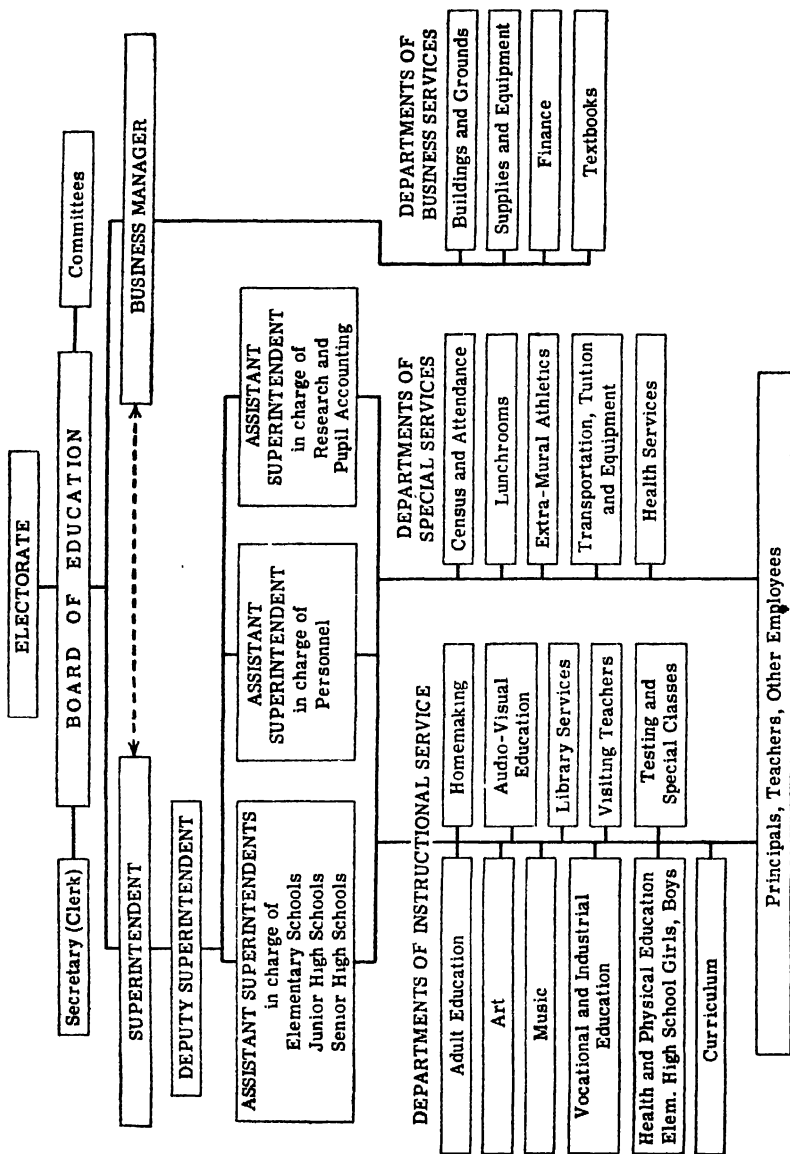 ELECTORATE
Secretary (Clerk)
BOARD OF EDUCATION
Committees
SUPERINTENDENT
BUSINESS MANAGER
DEPUTY SUPERINTENDENT
ASSISTANT SUPERINTENDENTS
in charge of
Elementary Schools
Junior High Schools
Senior High Schools
ASSISTANT
SUPERINTENDENT
in charge of
Personnel
ASSISTANT
SUPERINTENDENT
in charge of
Research and
Pupil Accounting
DEPARTMENTS OF INSTRUCTIONAL SERVICE
Adult Education
Art
Music
Vocational and Industrial
Education
Health and Physical Education
Elem. High School Girls, Boys
Curriculum
Homemaking
Audio-Visual
Education
Library Services
Visiting Teachers
Testing and
Special Classes
DEPARTMENTS OF
SPECIAL SERVICES
Census and Attendance
Lunchrooms
Extra-Mural Athletics
Transportation, Tuition
and Equipment
Health Services
DEPARTMENTS OF
BUSINESS SERVICES
Buildings and Grounds
Supplies and Equipment
Finance
Textbooks
Principals, Teachers, Other Employees